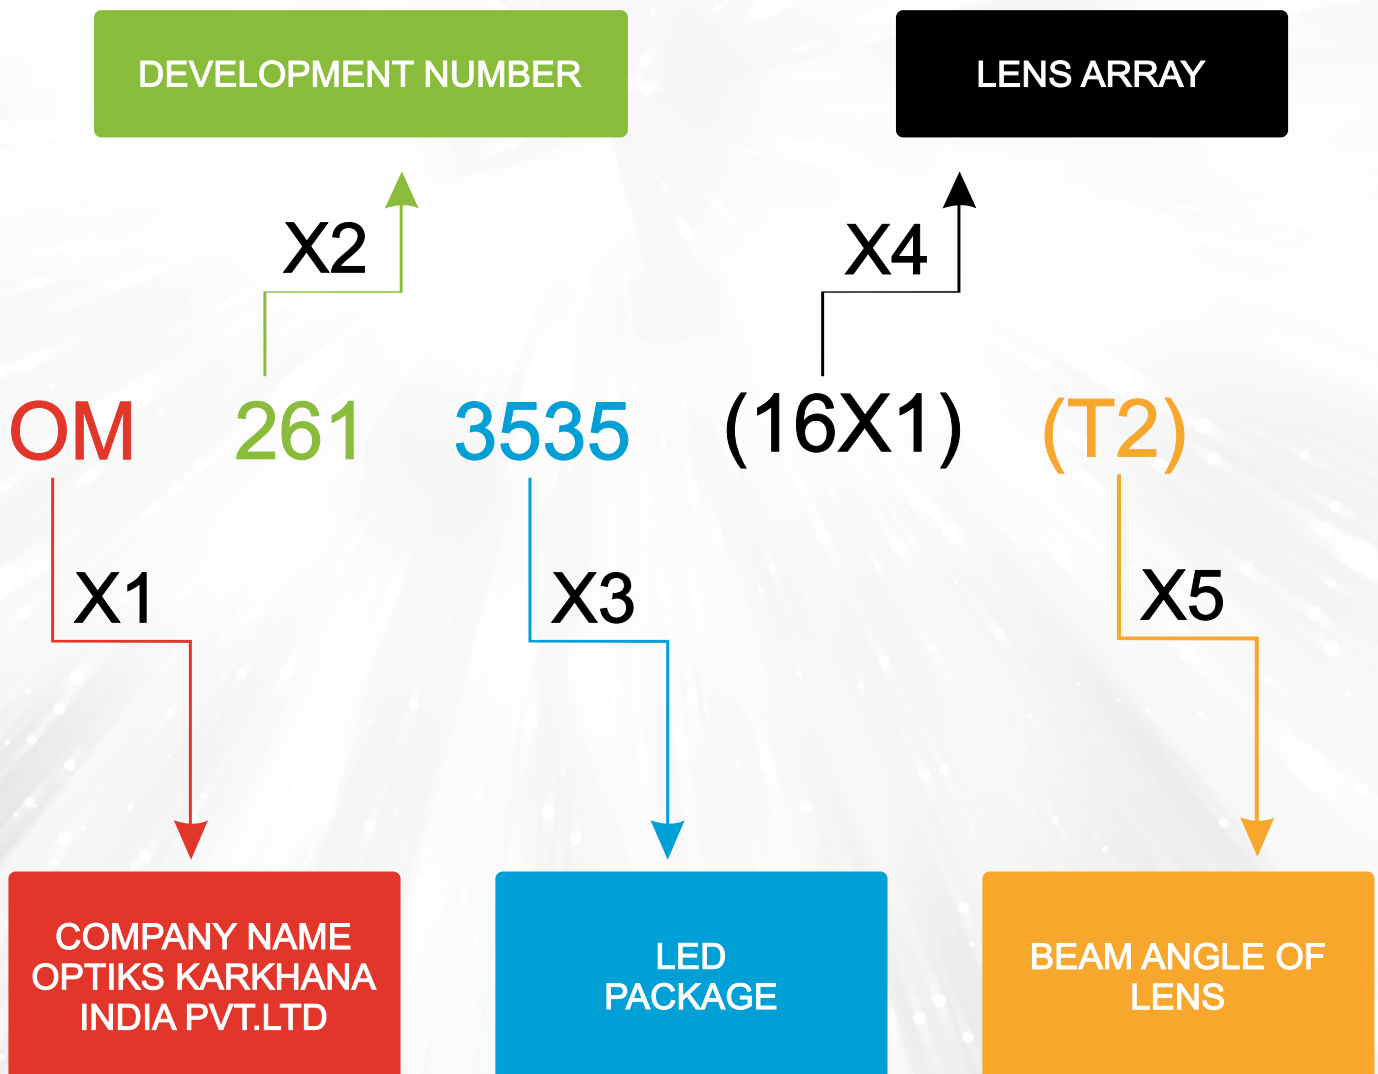 DEVELOPMENT NUMBER
LENS ARRAY
X2
X4
OM 261 3535 (16X1) (T2)
X1
X3
X5
COMPANY NAME
OPTIKS KARKHANA
INDIA PVT.LTD
LED
PACKAGE
BEAM ANGLE OF
LENS